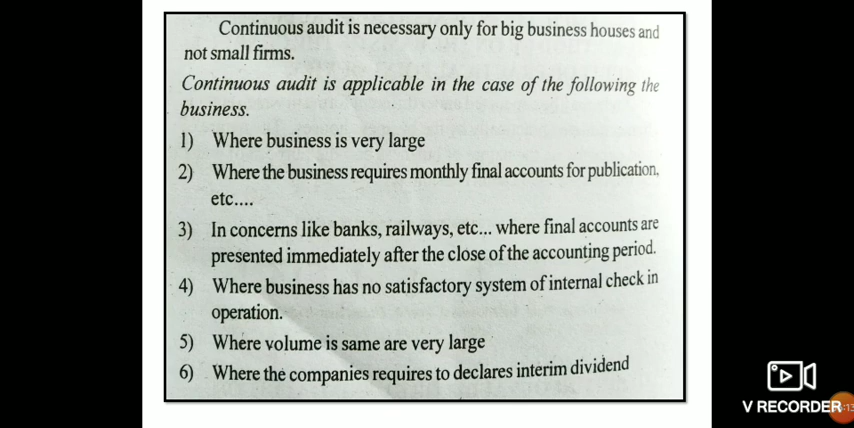 Continuous audit is necessary only for big business houses and
not small firms.
Continuous audit is applicable in the case of the following the
business.
1) Where business is very large
2) Where the business requires monthly final accounts for publication,
etc....
3) In concerns like banks, railways, etc... where final accounts are
presented immediately after the close of the accounting period.
4) Where business has no satisfactory system of internal check in
operation.
5) Where volume is same are very large
6) Where the companies requires to declares interim dividend
V RECORDER
:13